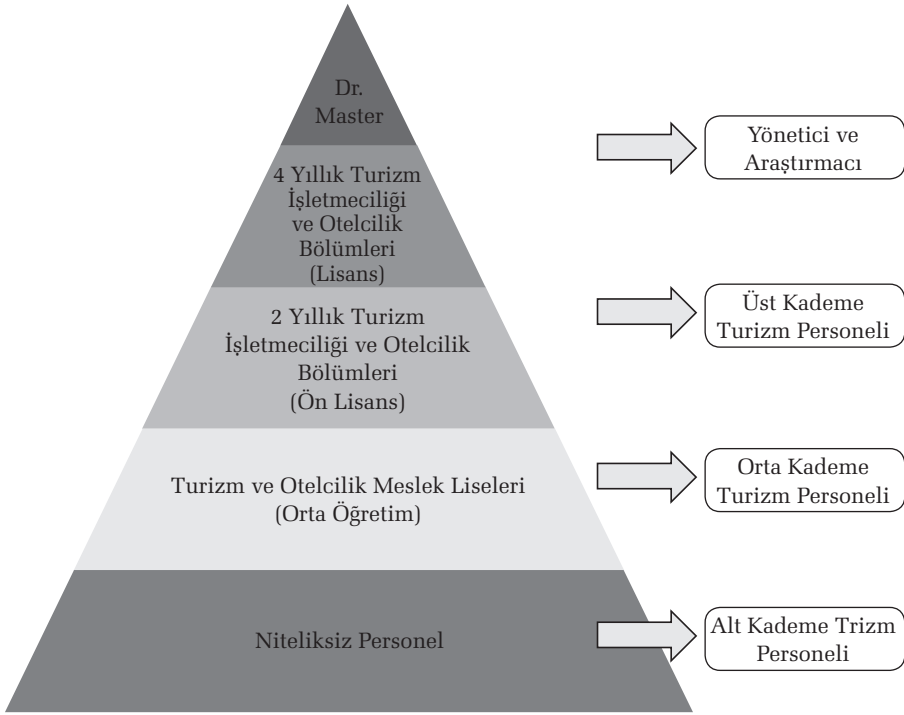 Dr.
Master
Yönetici ve
Araştırmacı
4 Yıllık Turizm
İşletmeciliği
ve Otelcilik
Bölümleri
(Lisans)
Üst Kademe
Turizm Personeli
2 Yıllık Turizm
İşletmeciliği ve Otelcilik
Bölümleri
(Ön Lisans)
Orta Kademe
Turizm Personeli
Turizm ve Otelcilik Meslek Liseleri
(Orta Öğretim)
Alt Kademe Trizm
Personeli
Niteliksiz Personel